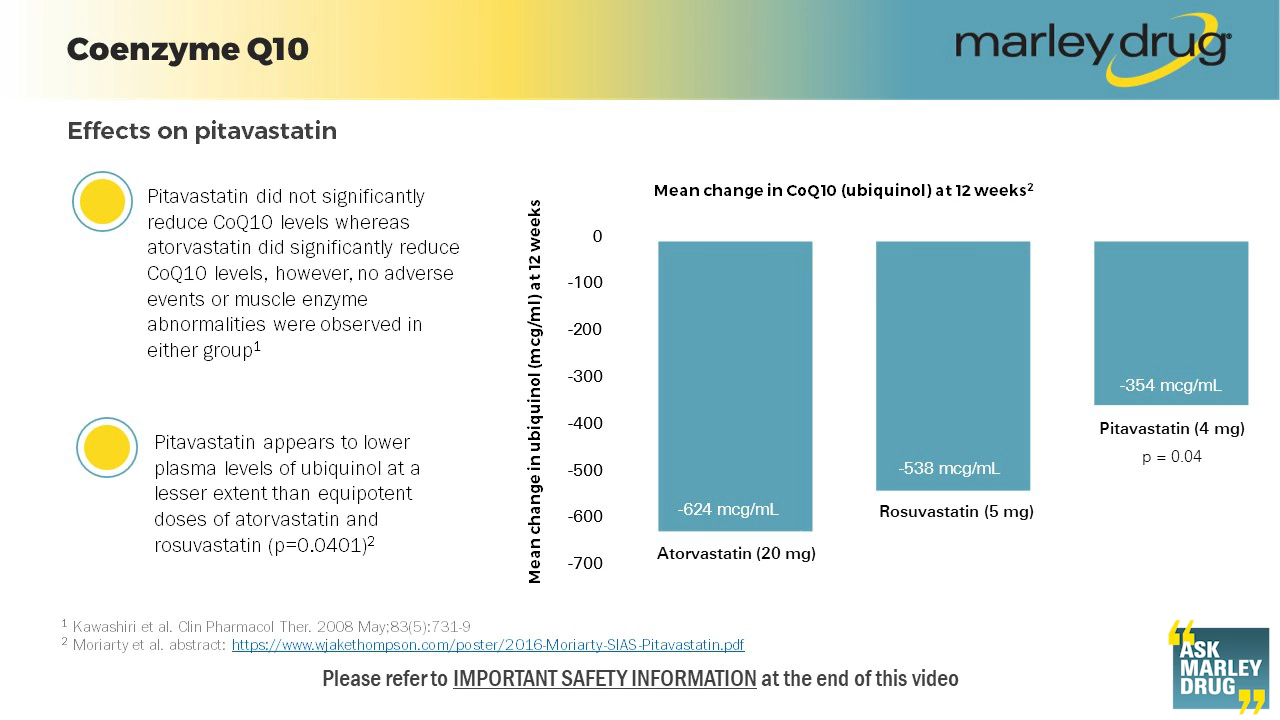 Coenzyme Q10
marley drug®
Effects on pitavastatin
Pitavastatin did not significantly
reduce CoQ10 levels whereas
atorvastatin did significantly reduce
CoQ10 levels, however, no adverse
events or muscle enzyme
abnormalities were observed in
either group1
Pitavastatin appears to lower
plasma levels of ubiquinol at a
lesser extent than equipotent
doses of atorvastatin and
rosuvastatin (p=0.0401)2
Mean change in CoQ10 (ubiquinol) at 12 weeks2
Mean change in ubiquinol (mcg/ml) at 12 weeks
0
-100
-200
-300
-400
-500
-600
-700
-624 mcg/mL
Atorvastatin (20 mg)
-538 mcg/mL
Rosuvastatin (5 mg)
-354 mcg/mL
Pitavastatin (4 mg)
p = 0.04
1 Kawashiri et al. Clin Pharmacol Ther. 2008 May;83(5):731-9
2 Moriarty et al. abstract: https://www.wjakethompson.com/poster/2016-Moriarty-SIAS-Pitavastatin.pdf
Please refer to IMPORTANT SAFETY INFORMATION at the end of this video
“ASK
MARLEY
DRUG”